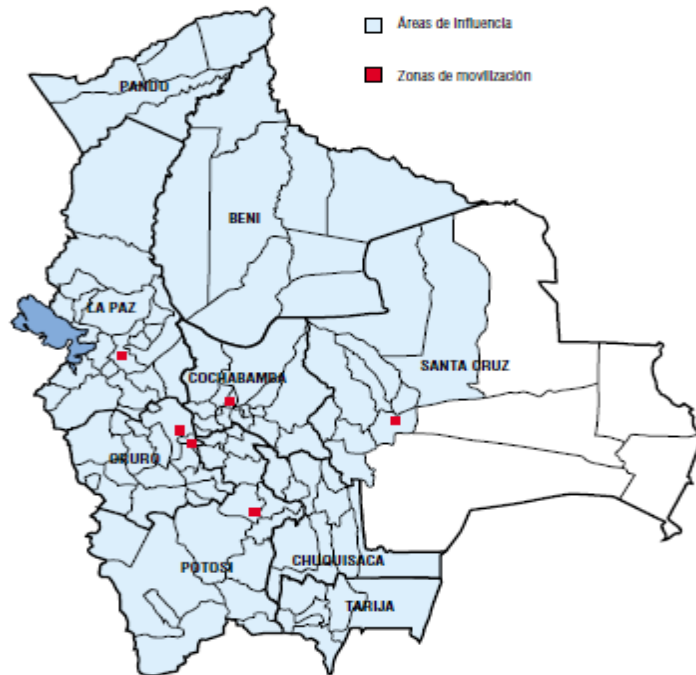 Áreas de Influencia
Zonas de movilización
PANDO
BENI
LA PAZ
SANTA CRUZ
COCHABAMBA
ORURO
POTOSI
CHUQUISACA
TARIJA